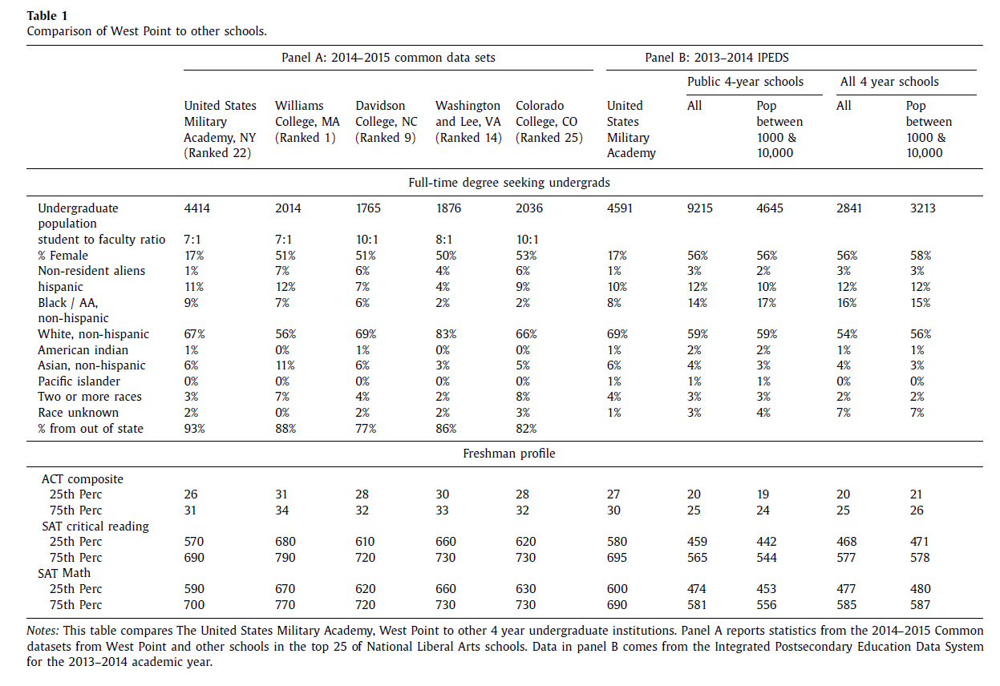 Table 1
Comparison of West Point to other schools.
Panel A: 2014–2015 common data sets Panel B: 2013–2014 IPEDS
Public 4-year schools All 4 year schools
United States Williams Davidson Washington Colorado United All Pop All Pop
Military College, MA College, NC and Lee, VA College, CO States between between
Academy, NY (Ranked 1) (Ranked 9) (Ranked 14) (Ranked 25) Military 1000 & 1000 &
(Ranked 22) Academy 10,000 10,000
Full-time degree seeking undergrads
Undergraduate 4414 2014 1765 1876 2036 4591 9215 4645 2841 3213
population
student to faculty ratio 7:1 7:1 10:1 8:1 10:1
% Female 17% 51% 51% 50% 53% 17% 56% 56% 56% 58%
Non-resident aliens 1% 7% 6% 4% 6% 1% 3% 2% 3% 3%
hispanic 11% 12% 7% 4% 9% 10% 12% 10% 12% 12%
Black / AA, 9% 7% 6% 2% 2% 8% 14% 17% 16% 15%
non-hispanic
White, non-hispanic 67% 56% 69% 83% 66% 69% 59% 59% 54% 56%
American indian 1% 0% 1% 0% 0% 1% 2% 2% 1% 1%
Asian, non-hispanic 6% 11% 6% 3% 5% 6% 4% 3% 4% 3%
Pacific islander 0% 0% 0% 0% 0% 1% 1% 1% 0% 0%
Two or more races 3% 7% 4% 2% 8% 4% 3% 3% 2% 2%
Race unknown 2% 0% 2% 2% 3% 1% 3% 4% 7% 7%
% from out of state 93% 88% 77% 86% 82%
Freshman profile
ACT composite
25th Perc 26 31 28 30 28 27 20 19 20 21
75th Perc 31 34 32 33 32 30 25 24 25 26
SAT critical reading
25th Perc 570 680 610 660 620 580 459 442 468 471
75th Perc 690 790 720 730 730 695 565 544 577 578
SAT Math
25th Perc 590 670 620 660 630 600 474 453 477 480
75th Perc 700 770 720 730 730 690 581 556 585 587
Notes: This table compares The United States Military Academy, West Point to other 4 year undergraduate institutions. Panel A reports statistics from the 2014–2015 Common
datasets from West Point and other schools in the top 25 of National Liberal Arts schools. Data in panel B comes from the Integrated Postsecondary Education Data System
for the 2013–2014 academic year.